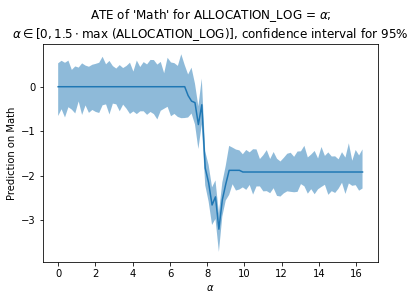 ATE of 'Math' for ALLOCATION_LOG = α;
α ∈ [0, 1.5 · max (ALLOCATION_LOG)], confidence interval for 95%
Prediction on Math
0
−1
−2
−3
0 2 4 6 8 10 12 14 16
α